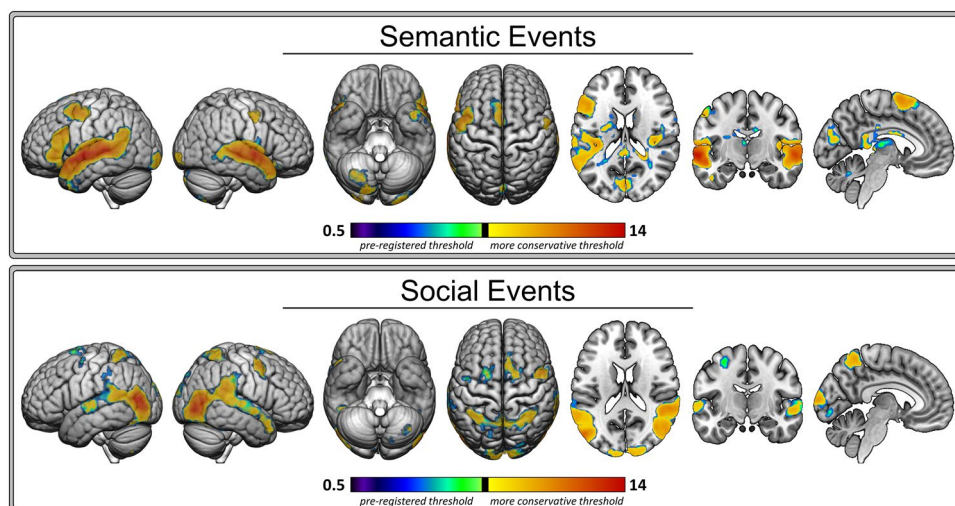 Semantic Events
0.5 14
pre-registered threshold more conservative threshold
Social Events
0.5 14
pre-registered threshold more conservative threshold